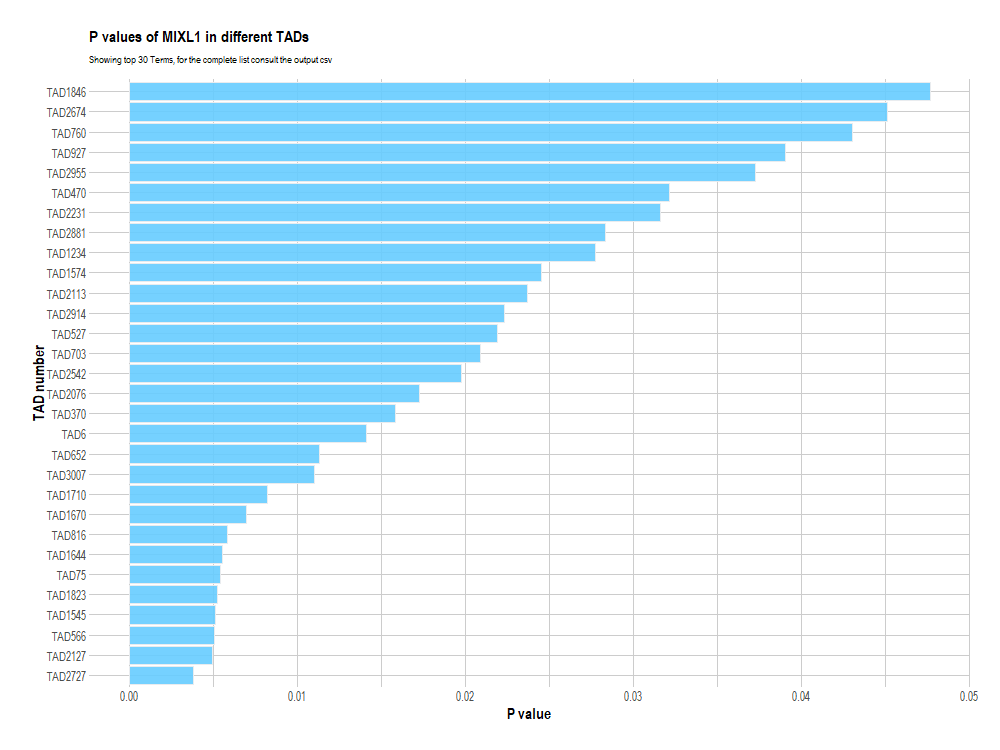 P values of MIXL1 in different TADs
Showing top 30 Terms, for the complete list consult the output csv
TAD number
TAD1846
TAD2674
TAD760
TAD927
TAD2955
TAD470
TAD2231
TAD2881
TAD1234
TAD1574
TAD2113
TAD2914
TAD527
TAD703
TAD2542
TAD2076
TAD370
TAD6
TAD652
TAD3007
TAD1710
TAD1670
TAD816
TAD1644
TAD75
TAD1823
TAD1545
TAD566
TAD2127
TAD2727
0.00 0.01 0.02 0.03 0.04 0.05
P value